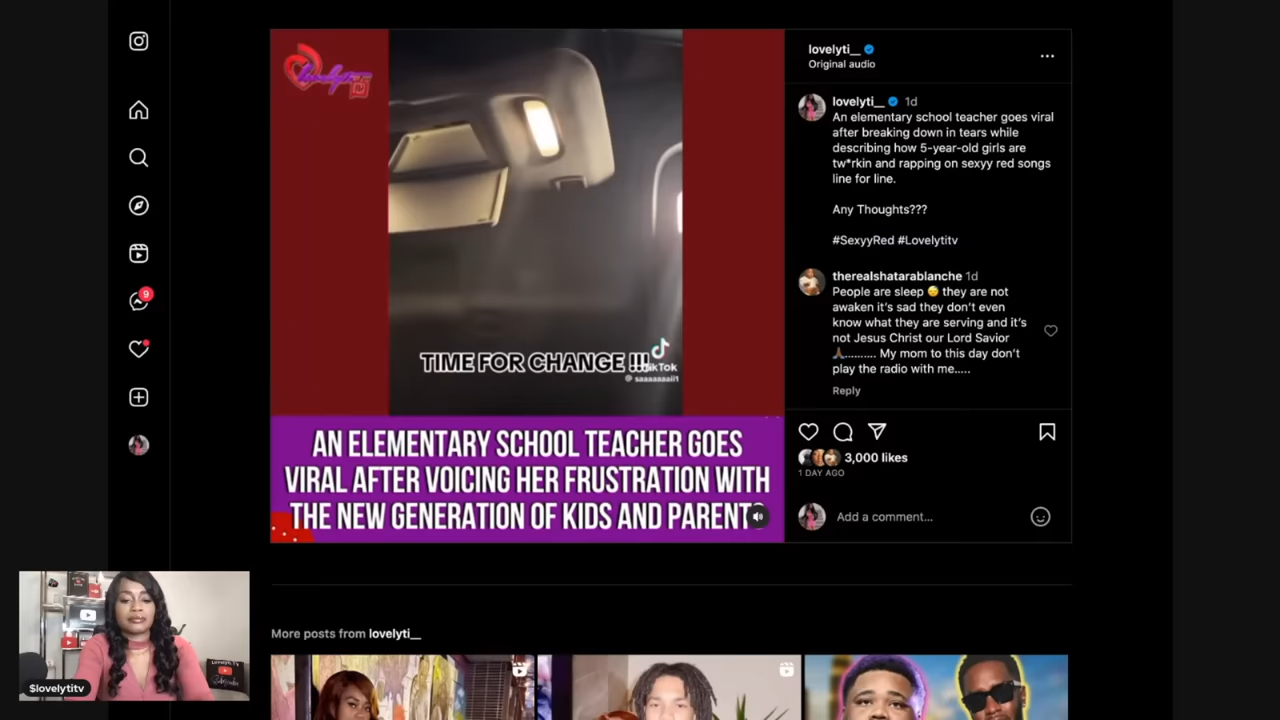 lovelyti__
Original audio
lovelyti__ 1d
An elementary school teacher goes viral
after breaking down in tears while
describing how 5-year-old girls are
tw*rkin and rapping on sexyy red songs
line for line.
Any Thoughts???
#SexyyRed #Lovelytitv
therealshatarablanche 1d
People are sleep 😴 they are not
awaken it's sad they don't even
know what they are serving and it's
not Jesus Christ our Lord Savior
🙏🏾.......... My mom to this day don't
play the radio with me.....
Reply
3,000 likes
1 DAY AGO
Add a comment...
9
TIME FOR CHANGE !!!
TikTok
AN ELEMENTARY SCHOOL TEACHER GOES
VIRAL AFTER VOICING HER FRUSTRATION WITH
THE NEW GENERATION OF KIDS AND PARENTS
More posts from lovelyti__
$lovelytitv